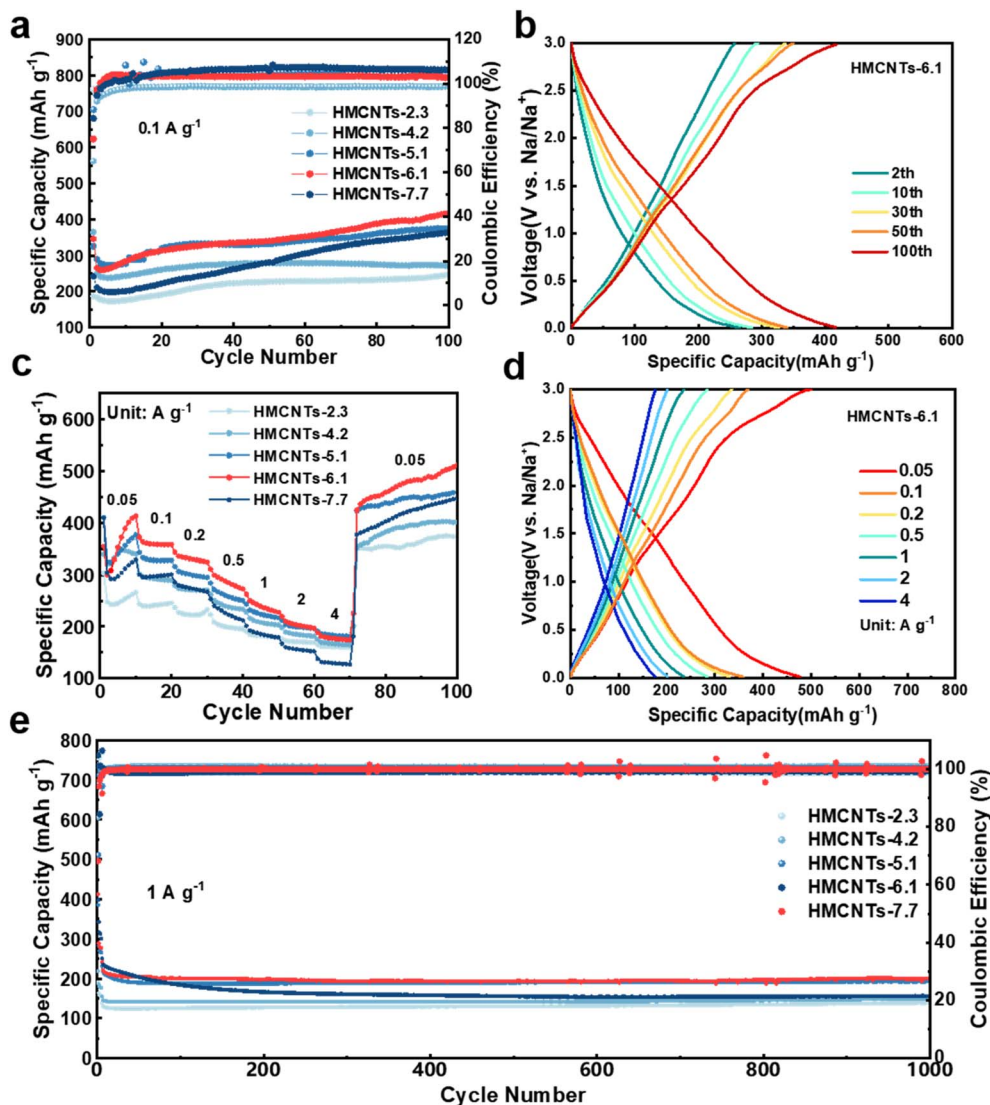 a
Specific Capacity (mAh g⁻¹)
900
800
700
600
500
400
300
200
100
0.1 A g⁻¹
HMCNTs-2.3
HMCNTs-4.2
HMCNTs-5.1
HMCNTs-6.1
HMCNTs-7.7
120
100
80
60
40
20
0
Coulombic Efficiency (%)
0 20 40 60 80 100
Cycle Number
b
Voltage(V vs. Na/Na⁺)
3.0
2.5
2.0
1.5
1.0
0.5
0.0
HMCNTs-6.1
2th
10th
30th
50th
100th
0 100 200 300 400 500 600
Specific Capacity(mAh g⁻¹)
c
Specific Capacity (mAh g⁻¹)
600
500
400
300
200
100
Unit: A g⁻¹
HMCNTs-2.3
HMCNTs-4.2
HMCNTs-5.1
HMCNTs-6.1
HMCNTs-7.7
0.05
0.1
0.2
0.5
1
2
4
0.05
0 20 40 60 80 100
Cycle Number
d
Voltage(V vs. Na/Na⁺)
3.0
2.5
2.0
1.5
1.0
0.5
0.0
HMCNTs-6.1
0.05
0.1
0.2
0.5
1
2
4
Unit: A g⁻¹
0 100 200 300 400 500 600 700 800
Specific Capacity(mAh g⁻¹)
e
Specific Capacity (mAh g⁻¹)
800
700
600
500
400
300
200
100
0
1 A g⁻¹
HMCNTs-2.3
HMCNTs-4.2
HMCNTs-5.1
HMCNTs-6.1
HMCNTs-7.7
100
80
60
40
20
0
Coulombic Efficiency (%)
0 200 400 600 800 1000
Cycle Number